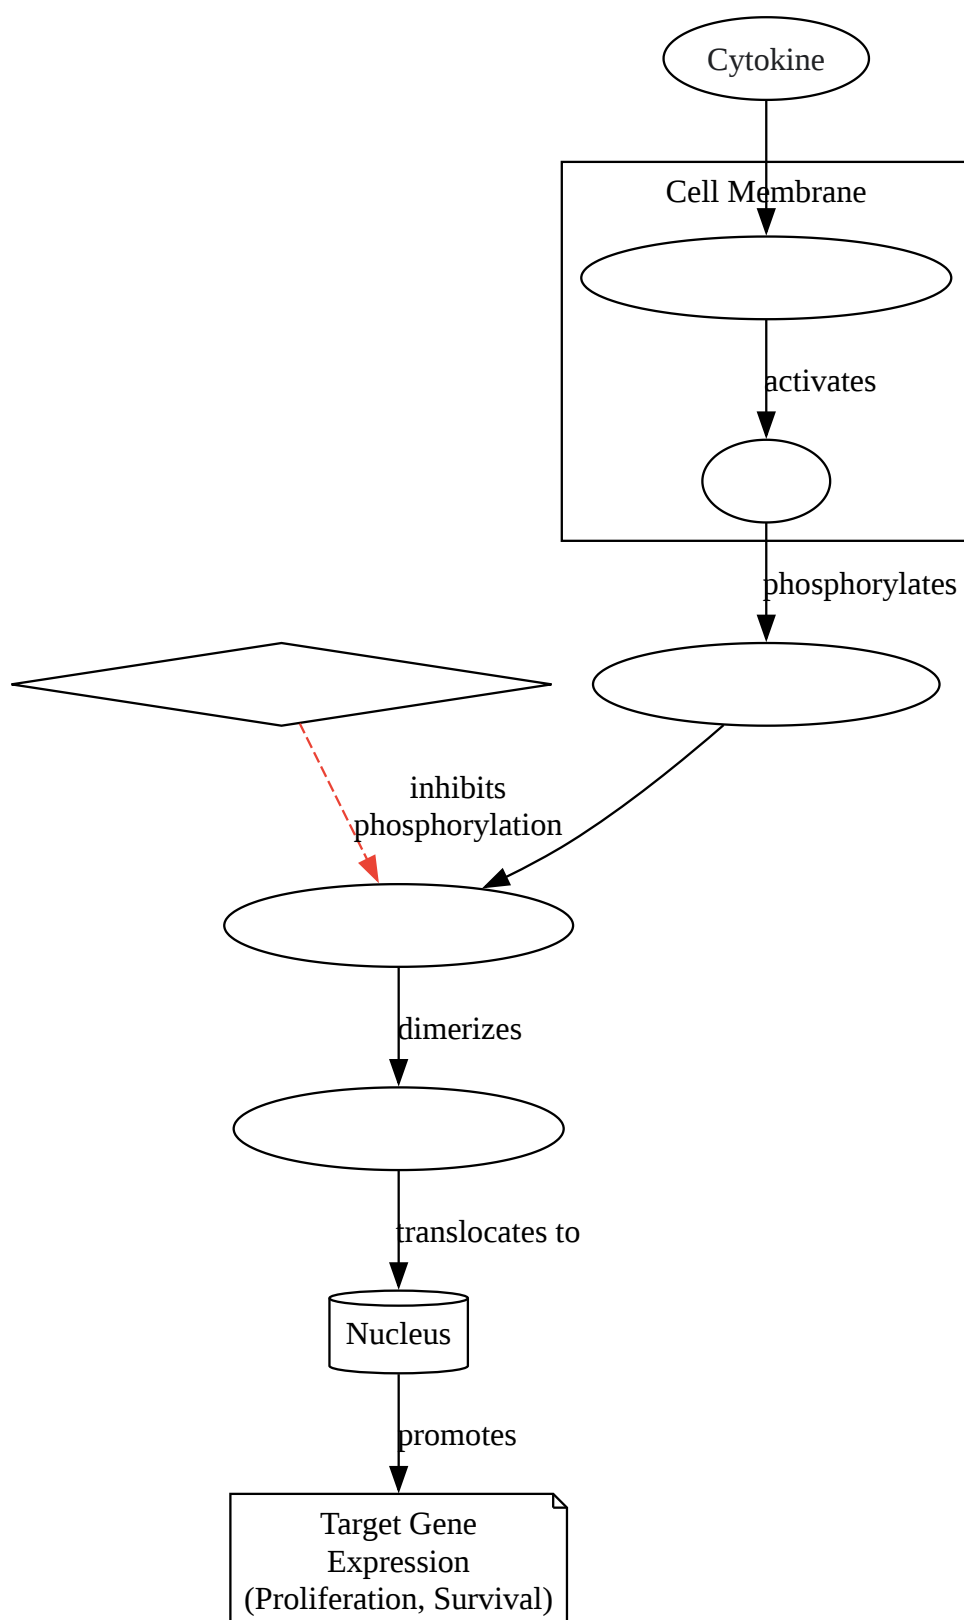 Cytokine
Cell Membrane
activates
phosphorylates
inhibits
phosphorylation
dimerizes
translocates to
Nucleus
promotes
Target Gene
Expression
(Proliferation, Survival)